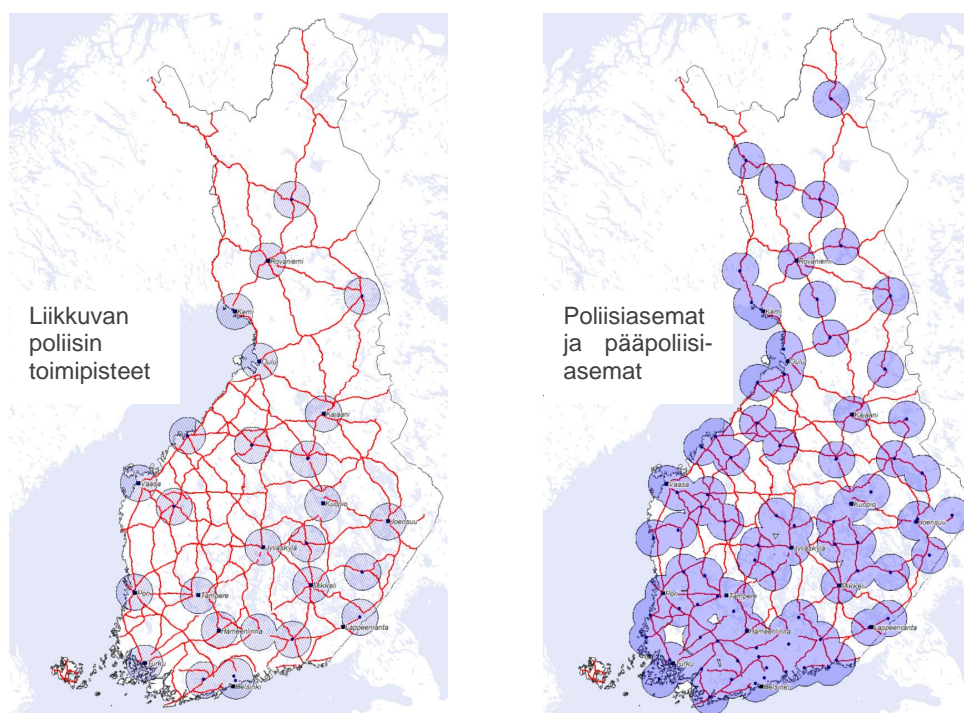 Liikkuvan
poliisin
toimipisteet
Rovaniemi
Kemi
Oulu
Kajaani
Vaasa
Kuopio
Joensuu
Jyväskylä
Mikkeli
Pori
Tampere
Hämeenlinna
Lappeenranta
Turku
Helsinki
Poliisiasemat
ja pääpoliisi-
asemat
Rovaniemi
Kemi
Oulu
Kajaani
Vaasa
Kuopio
Joensuu
Jyväskylä
Mikkeli
Pori
Tampere
Hämeenlinna
Lappeenranta
Turku
Helsinki